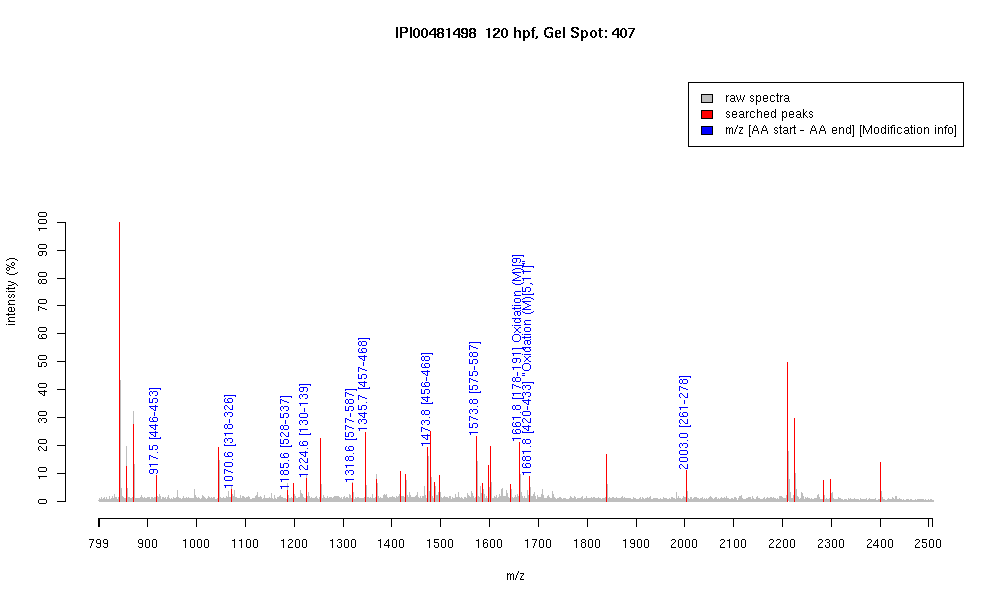 IPI00481498 120 hpf, Gel Spot: 407
raw spectra
searched peaks
m/z [AA start - AA end] [Modification info]
intensity (%)
100
90
80
70
60
50
40
30
20
10
0
917.5 [446-453]
1070.6 [318-326]
1185.6 [528-537]
1224.6 [130-139]
1318.6 [577-587]
1345.7 [457-468]
1473.8 [456-468]
1573.8 [575-587]
1661.8 [178-191] Oxidation (M)[9]
1681.8 [420-433] "Oxidation (M)[5,11]"
2003.0 [261-278]
799 900 1000 1100 1200 1300 1400 1500 1600 1700 1800 1900 2000 2100 2200 2300 2400 2500
m/z